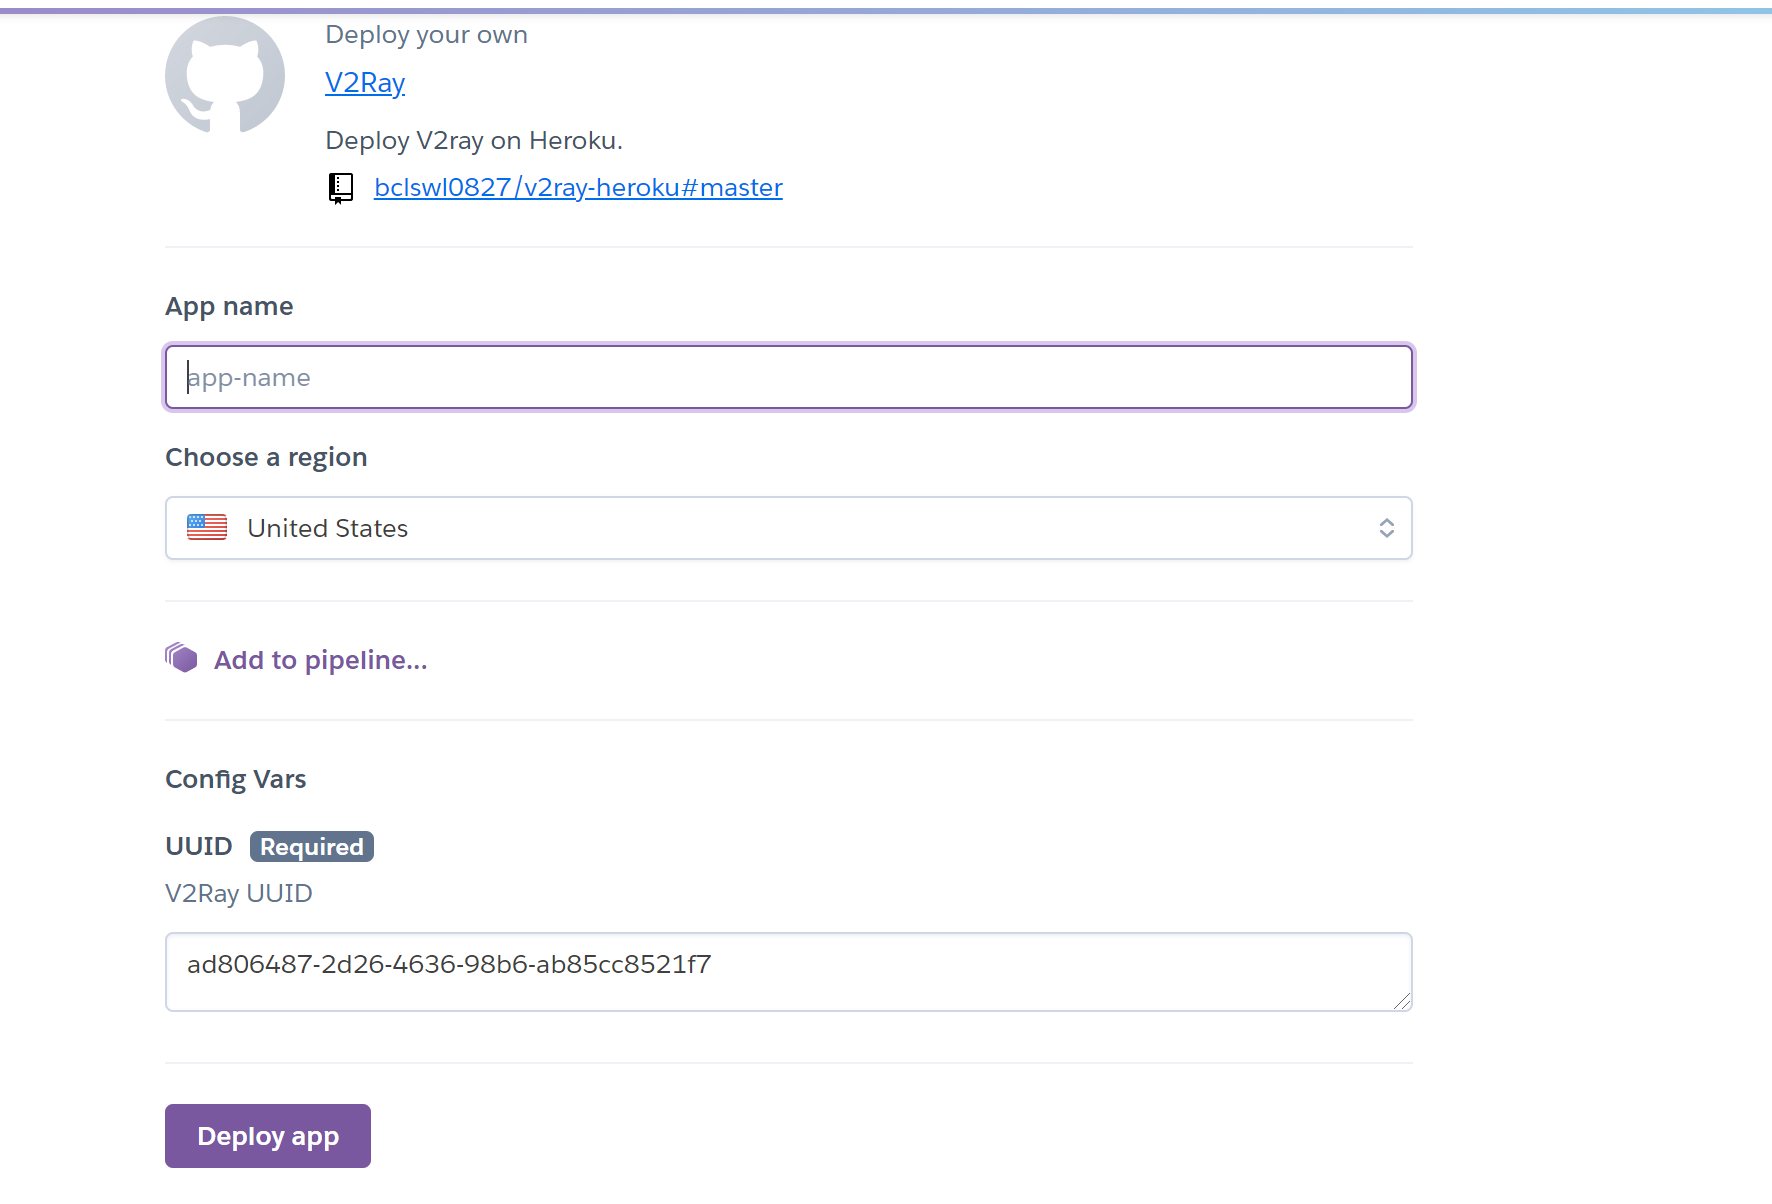 Deploy your own
V2Ray
Deploy V2ray on Heroku.
bclswl0827/v2ray-heroku#master
App name
app-name
Choose a region
United States
Add to pipeline...
Config Vars
UUID Required
V2Ray UUID
ad806487-2d26-4636-98b6-ab85cc8521f7
Deploy app